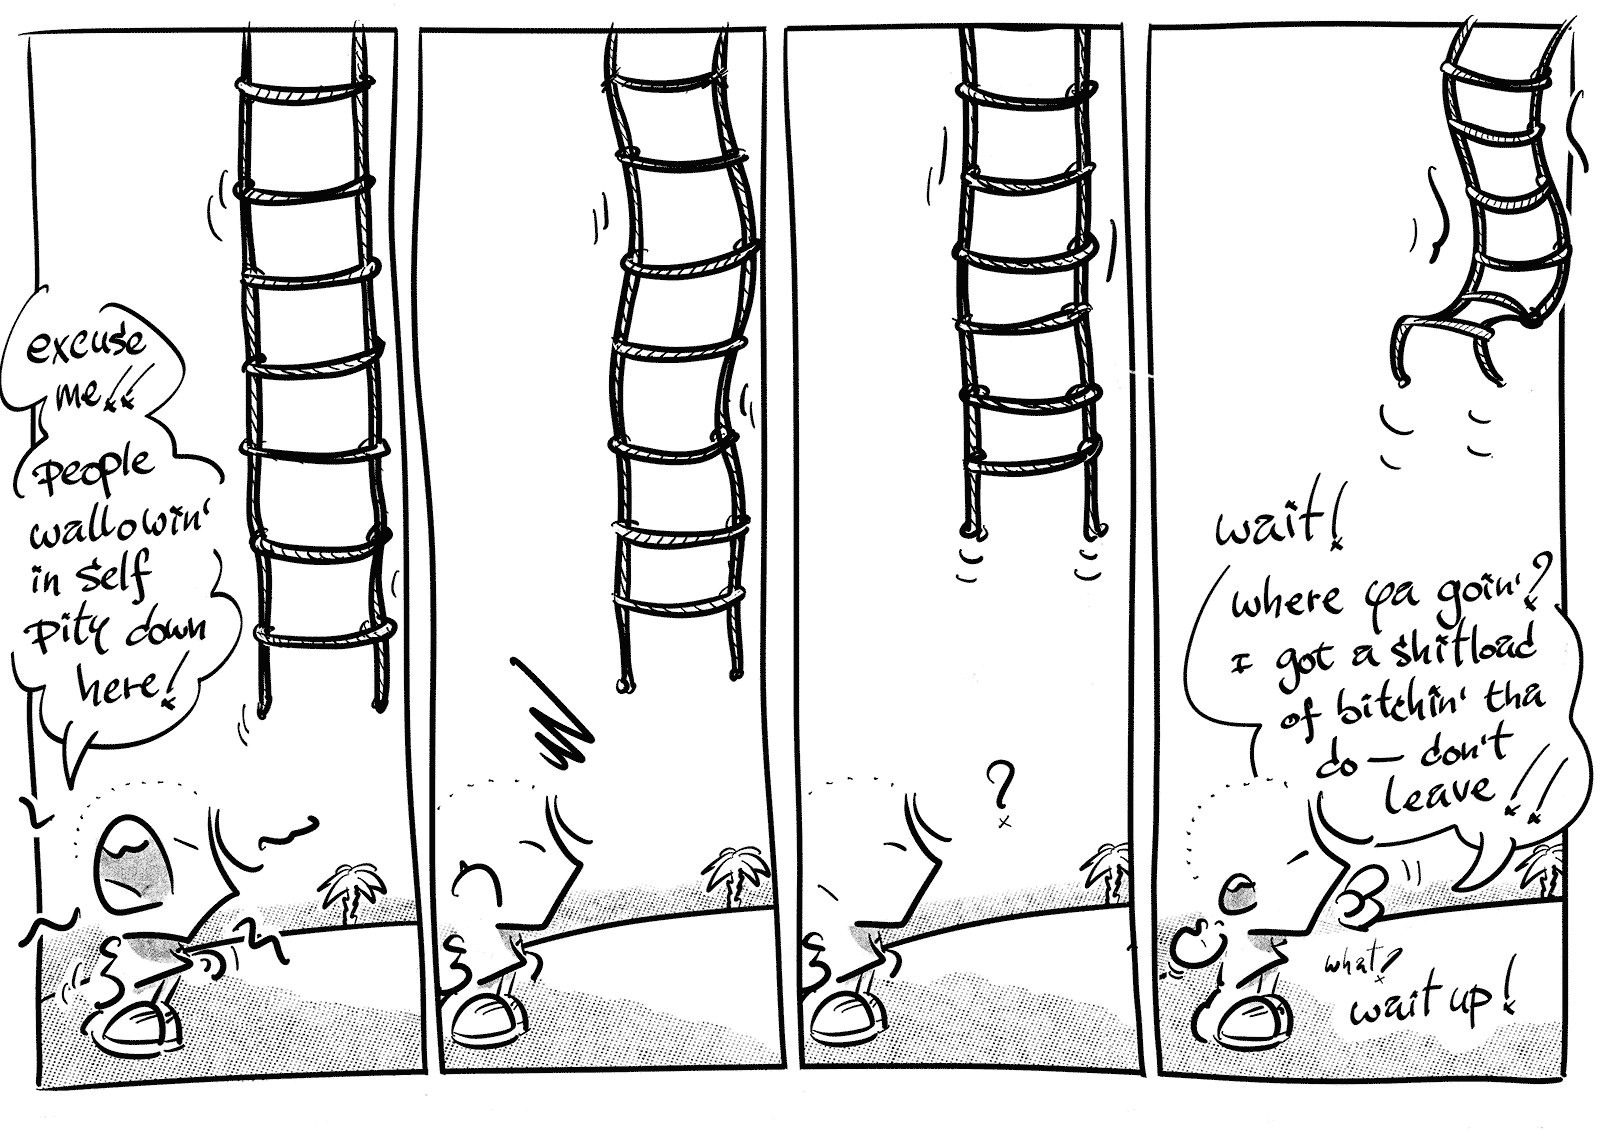 excuse
me!!
people
wallowin'
in self
pity down
here!
?
wait!
where ya goin'?
I got a shitload
of bitchin' tha
do — don't
leave!!
what?
wait up!